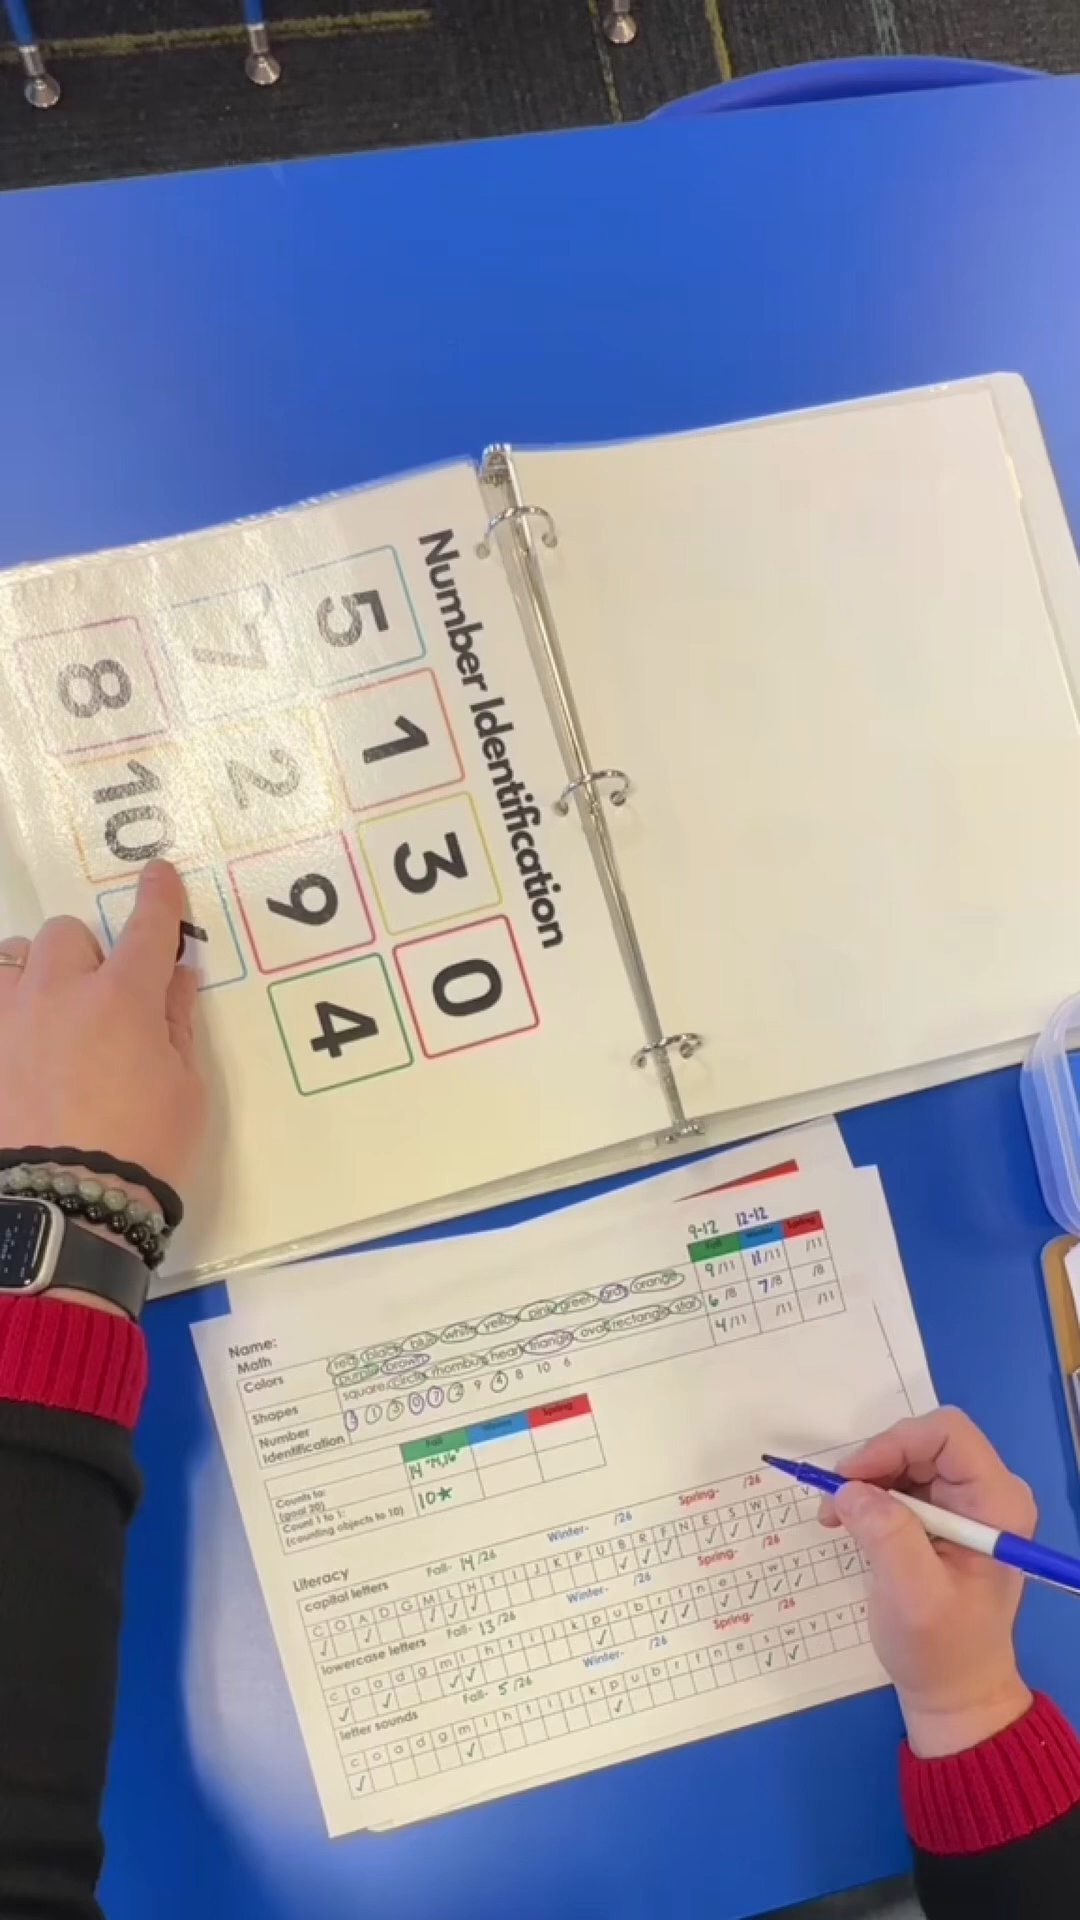 Number Identification
5 1 3 0
7 2 9 4
8 10
9-12 12-12
Name:
Math
Fall Winter Spring
Colors
red black blue white yellow pink green gray orange
purple brown
9/11 11/11 /11
Shapes
square circle rhombus heart triangle oval rectangle star
6/8 7/8 /8
Number Identification
5 1 3 0 7 2 9 4 8 10 6
4/11 /11 /11
Fall Winter Spring
Counts to:
(goal 20)
14
Count 1 to 1:
(counting objects to 10)
10★
Literacy
capital letters Fall- 14/26 Winter- /26 Spring- /26
C O A D G M L H T I J K P U B R F N E S W Y V
lowercase letters Fall- 13/26 Winter- /26 Spring- /26
c o a d g m l h t i j k p u b r f n e s w y v x
letter sounds Fall- 5/26 Winter- /26 Spring- /26
c o a d g m l h t i j k p u b r f n e s w y v x